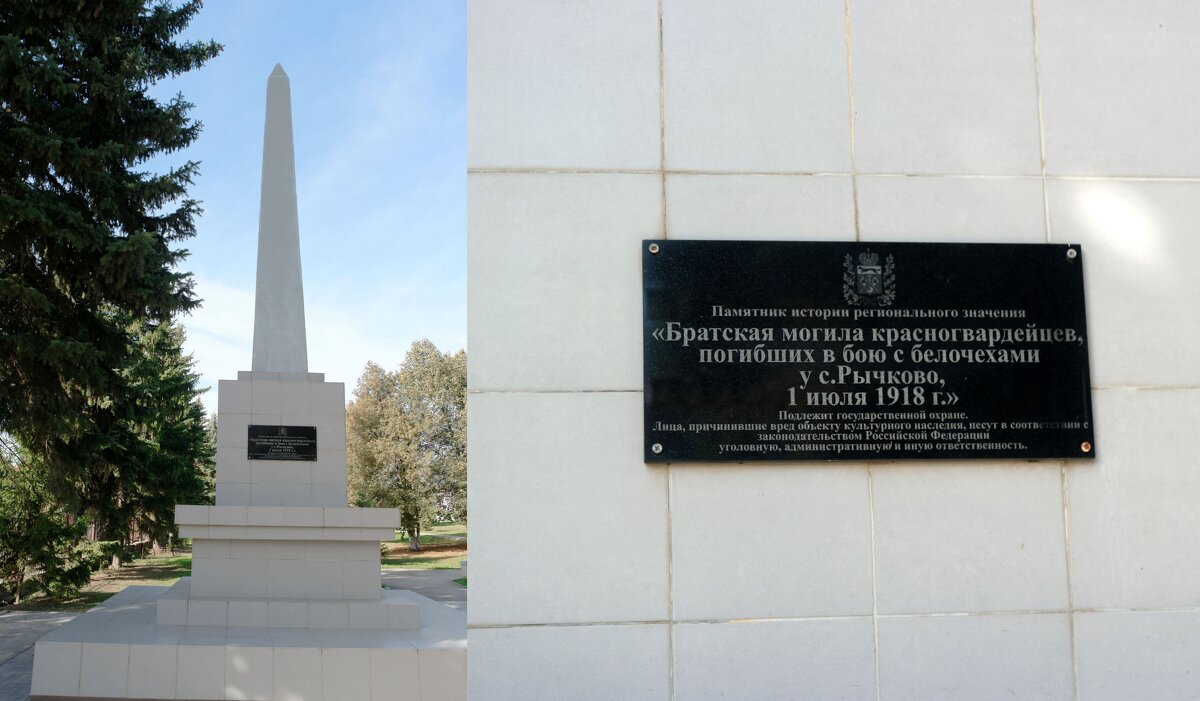 Памятник истории регионального значения
«Братская могила красногвардейцев,
погибших в бою с белочехами
у с.Рычково,
1 июля 1918 г.»
Подлежит государственной охране.
Лица, причинившие вред объекту культурного наследия, несут в соответствии с
законодательством Российской Федерации
уголовную, административную и иную ответственность.